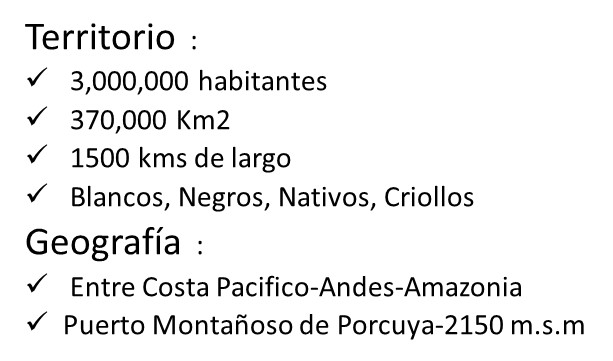 Territorio :
✓ 3,000,000 habitantes
✓ 370,000 Km2
✓ 1500 kms de largo
✓ Blancos, Negros, Nativos, Criollos
Geografía :
✓ Entre Costa Pacifico-Andes-Amazonia
✓ Puerto Montañoso de Porcuya-2150 m.s.m